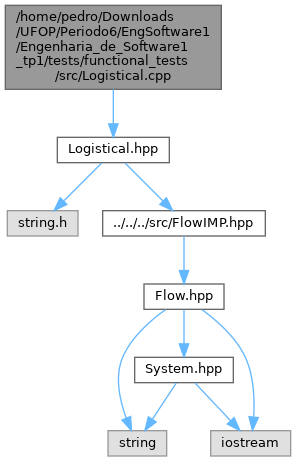 /home/pedro/Downloads
/UFOP/Periodo6/EngSoftware1
/Engenharia_de_Software1
_tp1/tests/functional_tests
/src/Logistical.cpp
Logistical.hpp
string.h
../../../src/FlowIMP.hpp
Flow.hpp
System.hpp
string
iostream